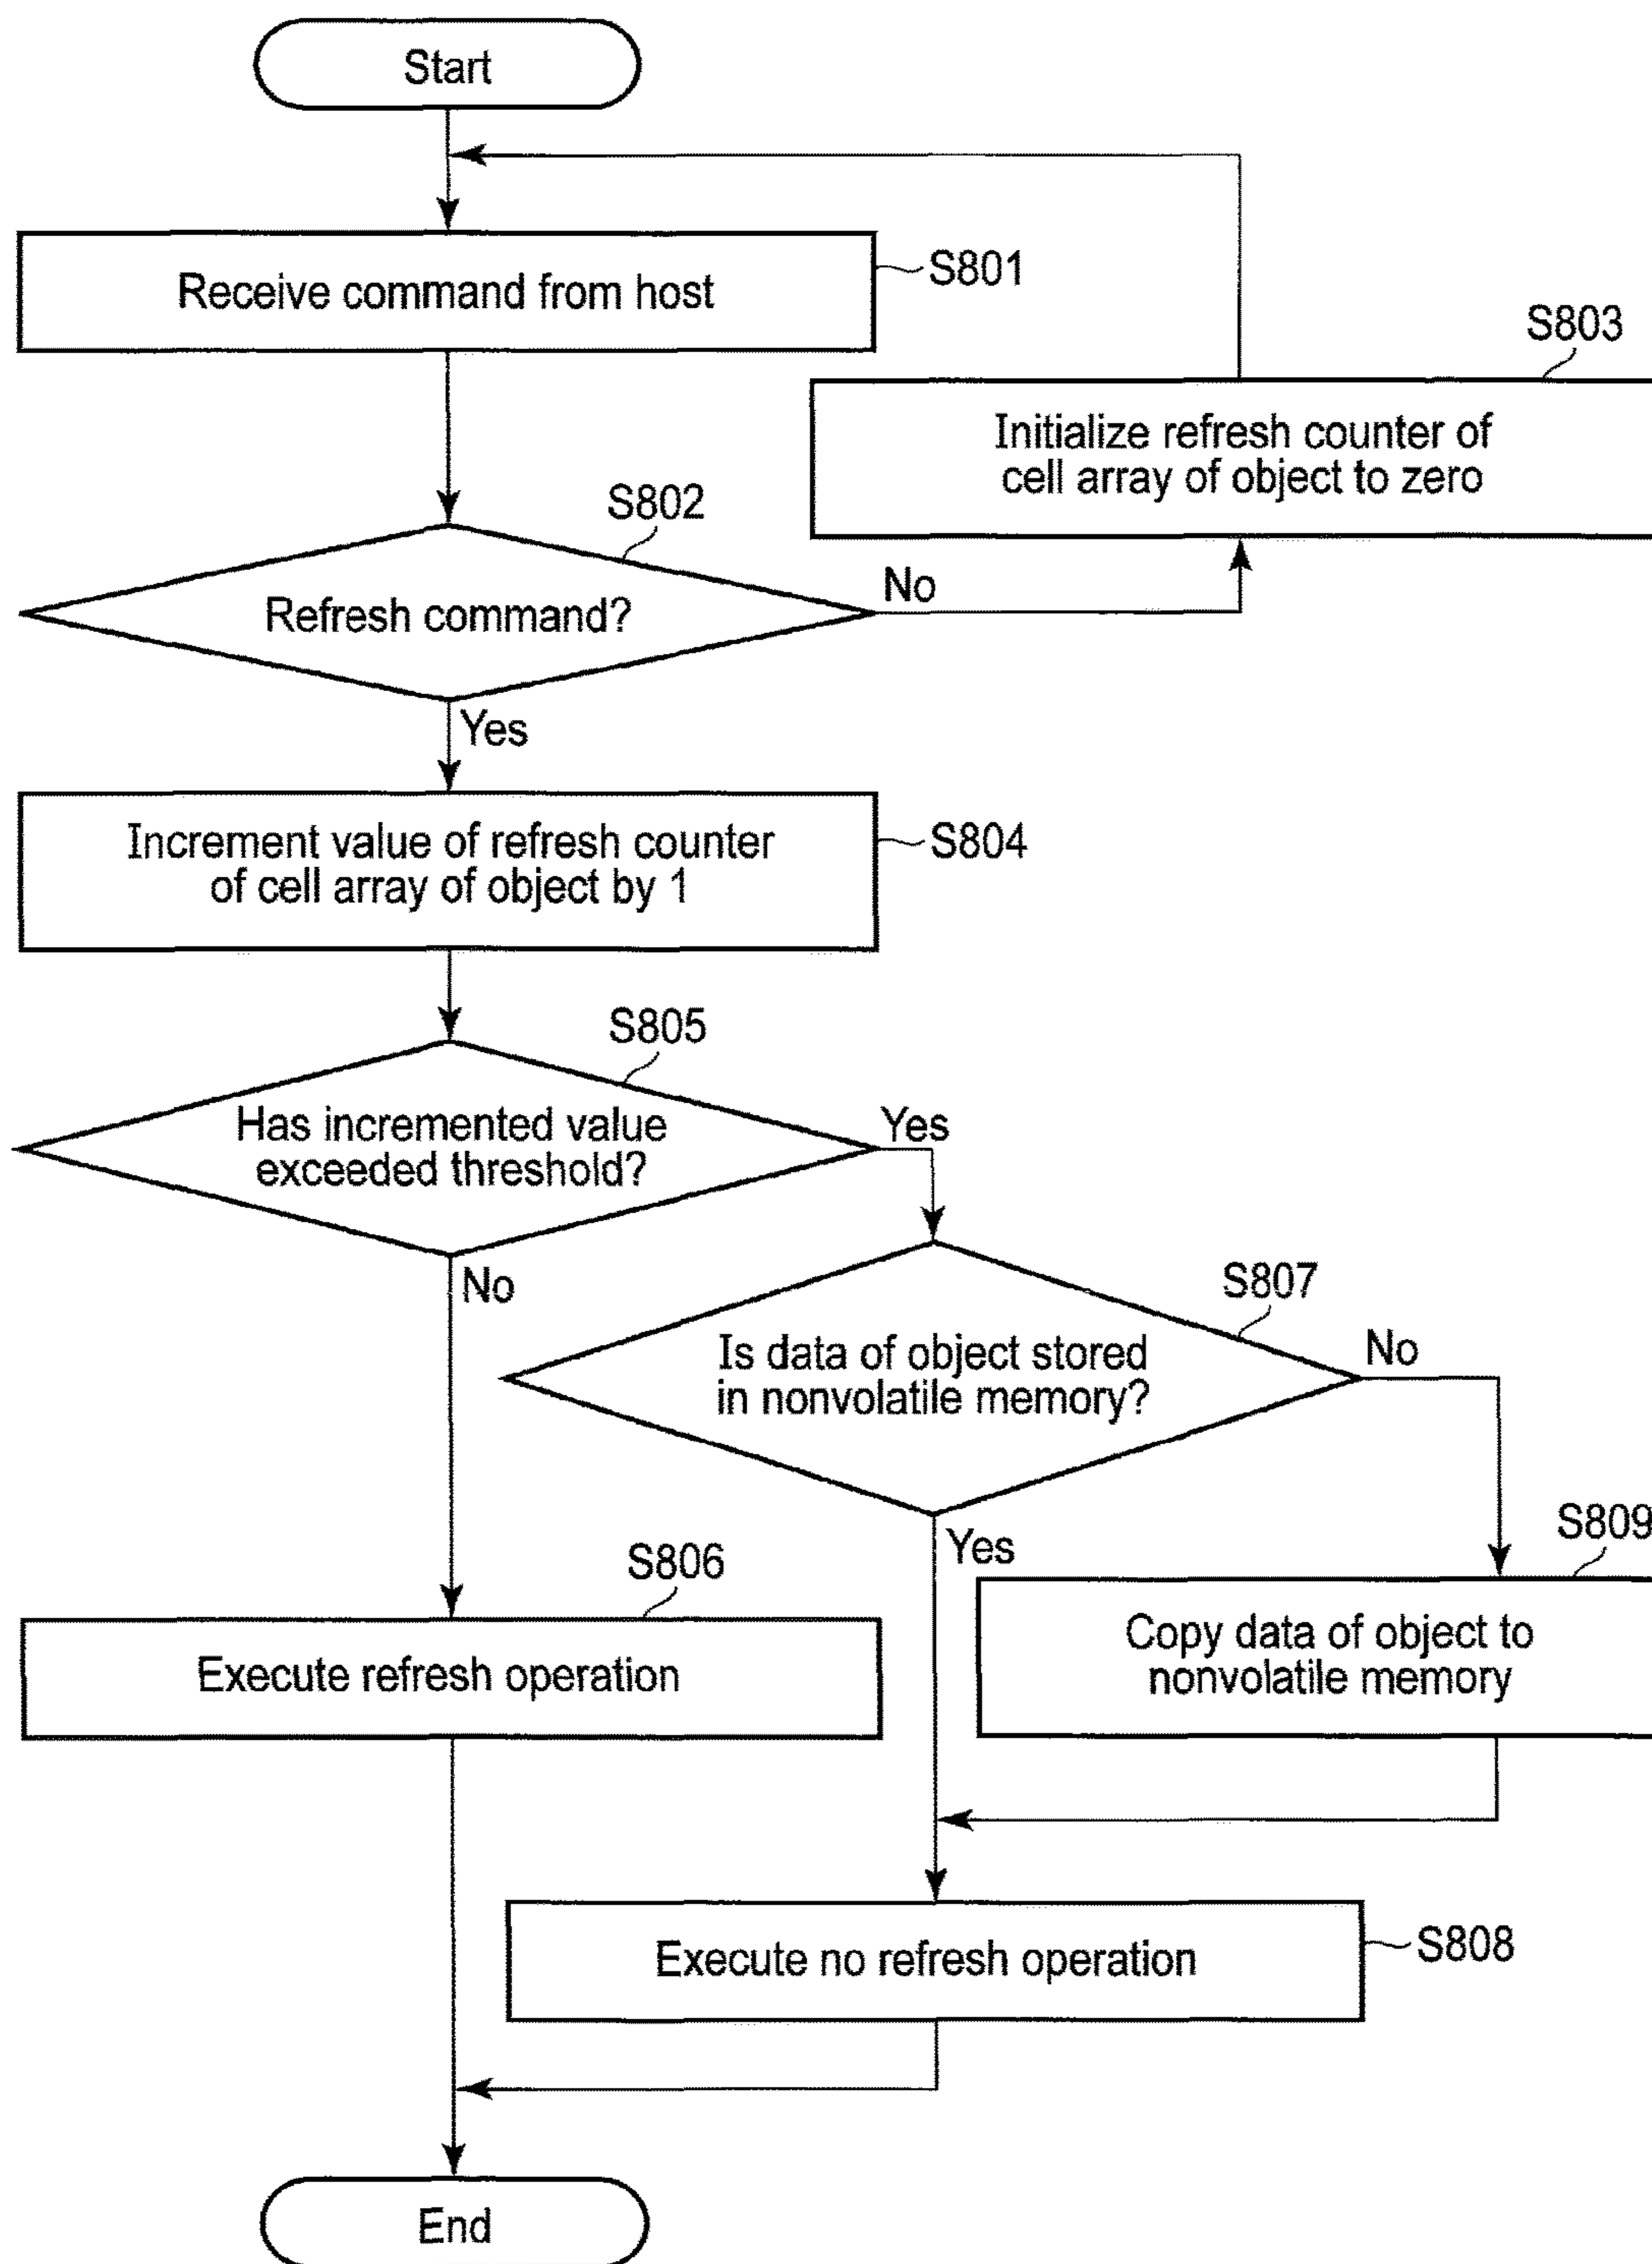 Start
Receive command from host
S801
S803
Initialize refresh counter of
cell array of object to zero
S802
Refresh command?
No
Yes
Increment value of refresh counter
of cell array of object by 1
S804
S805
Has incremented value
exceeded threshold?
Yes
No
S807
Is data of object stored
in nonvolatile memory?
No
Yes
S806
Execute refresh operation
S809
Copy data of object to
nonvolatile memory
Execute no refresh operation
S808
End